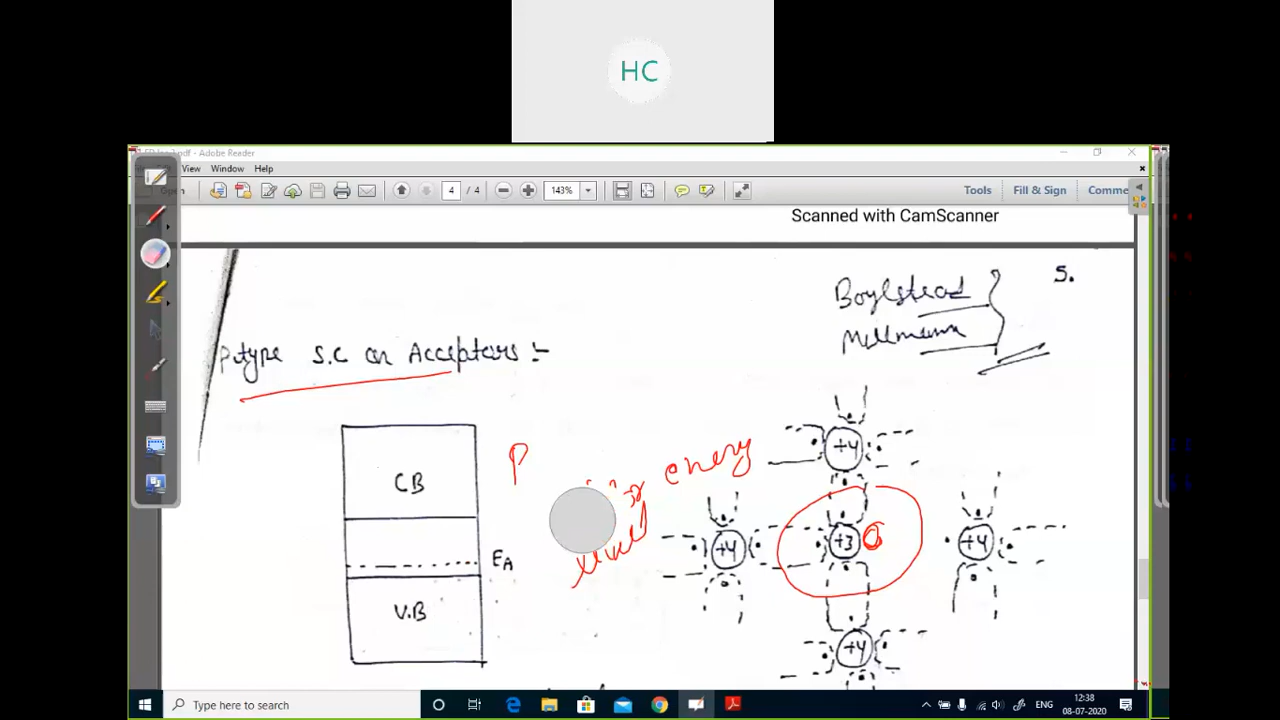 HC
- Adobe Reader
View Window Help
4 / 4 143% Tools Fill & Sign Comme
Scanned with CamScanner
5.
Boylstead
Millmann
P-type S.C or Acceptors :-
CB
EA
V.B
P
energy
level
+4
+4 +3 +4
+4
Type here to search
ENG
12:38
08-07-2020